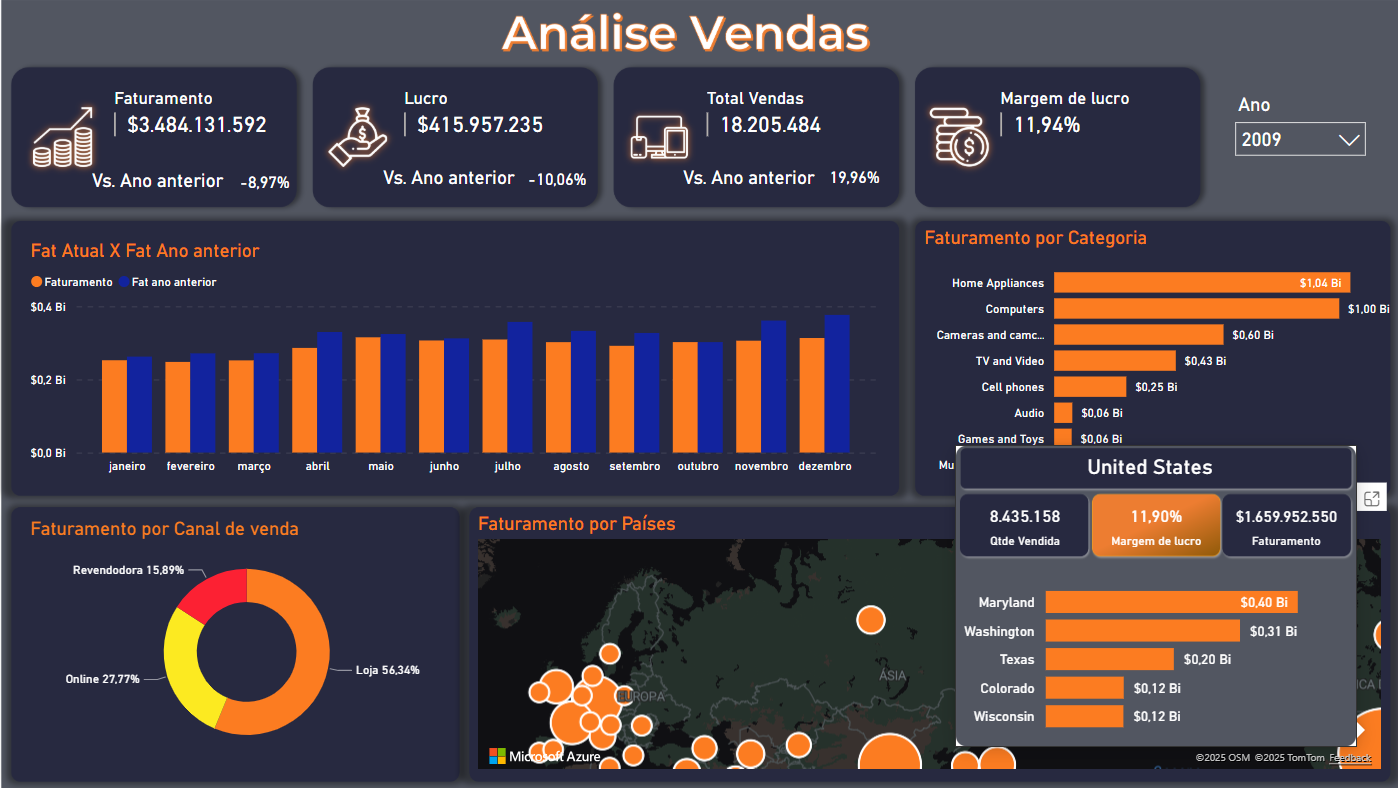 Análise Vendas
Faturamento
$3.484.131.592
Vs. Ano anterior -8,97%
Lucro
$415.957.235
Vs. Ano anterior -10,06%
Total Vendas
18.205.484
Vs. Ano anterior 19,96%
Margem de lucro
11,94%
Ano
2009
Fat Atual X Fat Ano anterior
Faturamento Fat ano anterior
$0,4 Bi
$0,2 Bi
$0,0 Bi
janeiro fevereiro março abril maio junho julho agosto setembro outubro novembro dezembro
Faturamento por Categoria
Home Appliances $1,04 Bi
Computers $1,00 Bi
Cameras and camc... $0,60 Bi
TV and Video $0,43 Bi
Cell phones $0,25 Bi
Audio $0,06 Bi
Games and Toys $0,06 Bi
Mu
Faturamento por Canal de venda
Revendodora 15,89%
Online 27,77%
Loja 56,34%
Faturamento por Países
EUROPA
ÁSIA
Microsoft Azure
©2025 OSM ©2025 TomTom Feedback
United States
8.435.158
Qtde Vendida
11,90%
Margem de lucro
$1.659.952.550
Faturamento
Maryland $0,40 Bi
Washington $0,31 Bi
Texas $0,20 Bi
Colorado $0,12 Bi
Wisconsin $0,12 Bi